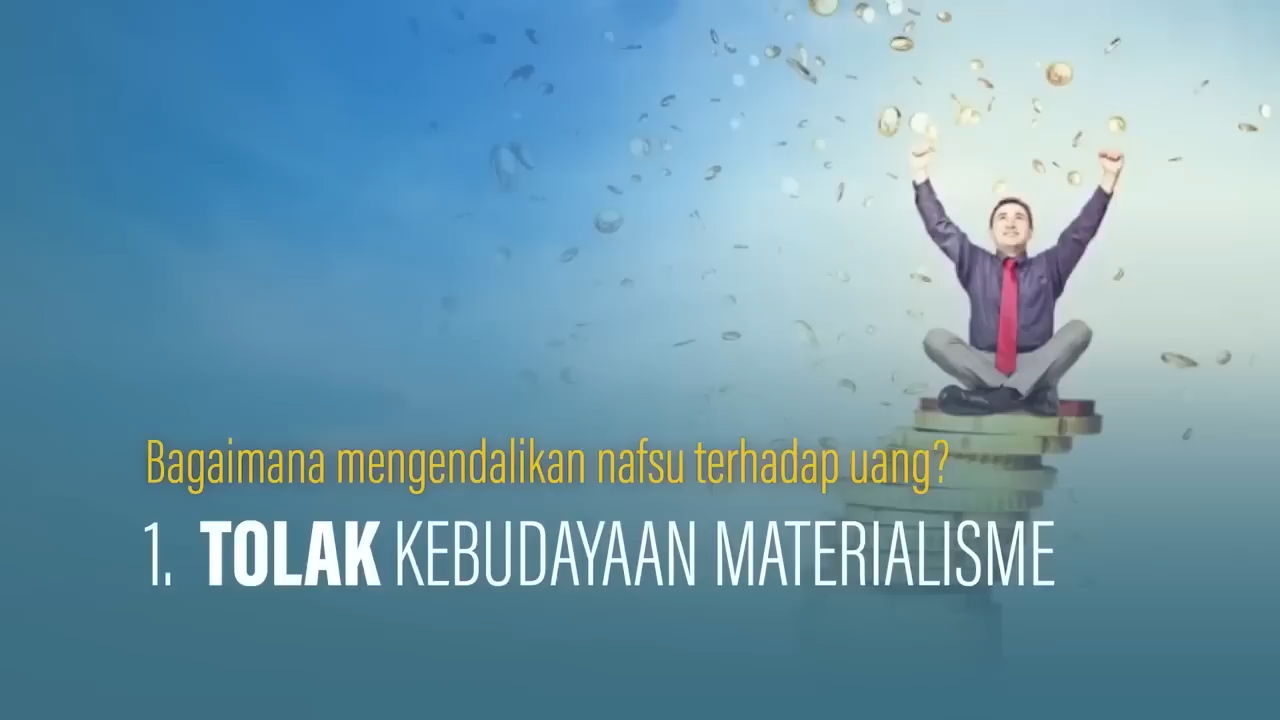 Bagaimana mengendalikan nafsu terhadap uang?
1. TOLAK KEBUDAYAAN MATERIALISME